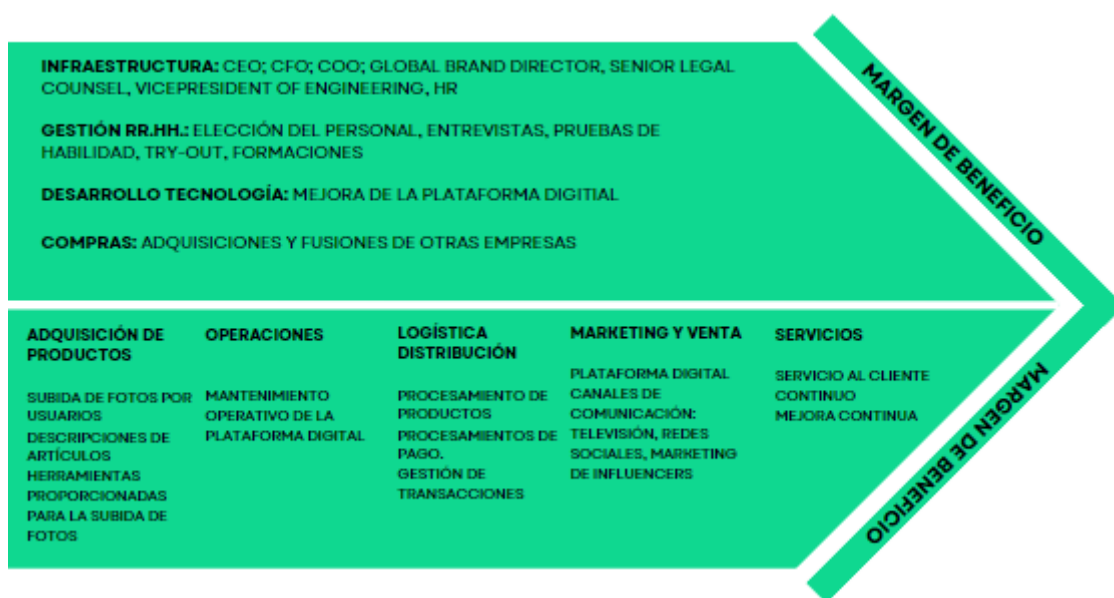 INFRAESTRUCTURA: CEO; CFO; COO; GLOBAL BRAND DIRECTOR, SENIOR LEGAL
COUNSEL, VICEPRESIDENT OF ENGINEERING, HR
GESTIÓN RR.HH.: ELECCIÓN DEL PERSONAL, ENTREVISTAS, PRUEBAS DE
HABILIDAD, TRY-OUT, FORMACIONES
DESARROLLO TECNOLOGÍA: MEJORA DE LA PLATAFORMA DIGITIAL
COMPRAS: ADQUISICIONES Y FUSIONES DE OTRAS EMPRESAS
MARGEN DE BENEFICIO
ADQUISICIÓN DE
PRODUCTOS
SUBIDA DE FOTOS POR
USUARIOS
DESCRIPCIONES DE
ARTÍCULOS
HERRAMIENTAS
PROPORCIONADAS
PARA LA SUBIDA DE
FOTOS
OPERACIONES
MANTENIMIENTO
OPERATIVO DE LA
PLATAFORMA DIGITAL
LOGÍSTICA
DISTRIBUCIÓN
PROCESAMIENTO DE
PRODUCTOS
PROCESAMIENTOS DE
PAGO.
GESTIÓN DE
TRANSACCIONES
MARKETING Y VENTA
PLATAFORMA DIGITAL
CANALES DE
COMUNICACIÓN:
TELEVISIÓN, REDES
SOCIALES, MARKETING
DE INFLUENCERS
SERVICIOS
SERVICIO AL CLIENTE
CONTINUO
MEJORA CONTINUA
MARGEN DE BENEFICIO